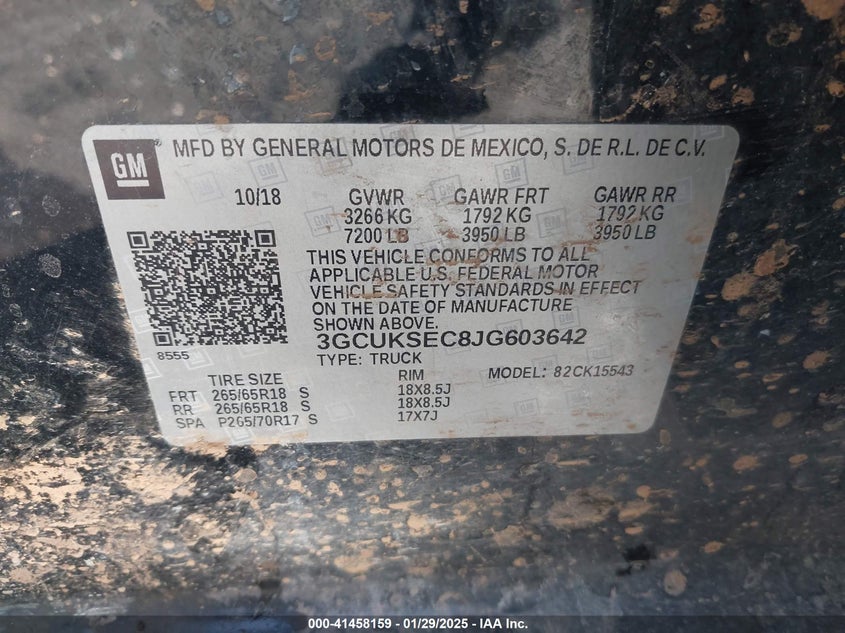 GM
MFD BY GENERAL MOTORS DE MEXICO, S. DE R.L. DE C.V.
10/18 GVWR GAWR FRT GAWR RR
3266 KG 1792 KG 1792 KG
7200 LB 3950 LB 3950 LB
THIS VEHICLE CONFORMS TO ALL
APPLICABLE U.S. FEDERAL MOTOR
VEHICLE SAFETY STANDARDS IN EFFECT
ON THE DATE OF MANUFACTURE
SHOWN ABOVE.
8555
3GCUKSEC8JG603642
TYPE: TRUCK MODEL: 82CK15543
TIRE SIZE RIM
FRT 265/65R18 S 18X8.5J
RR 265/65R18 S 18X8.5J
SPA P265/70R17 S 17X7J
000-41458159 — 01/29/2025 — IAA Inc.